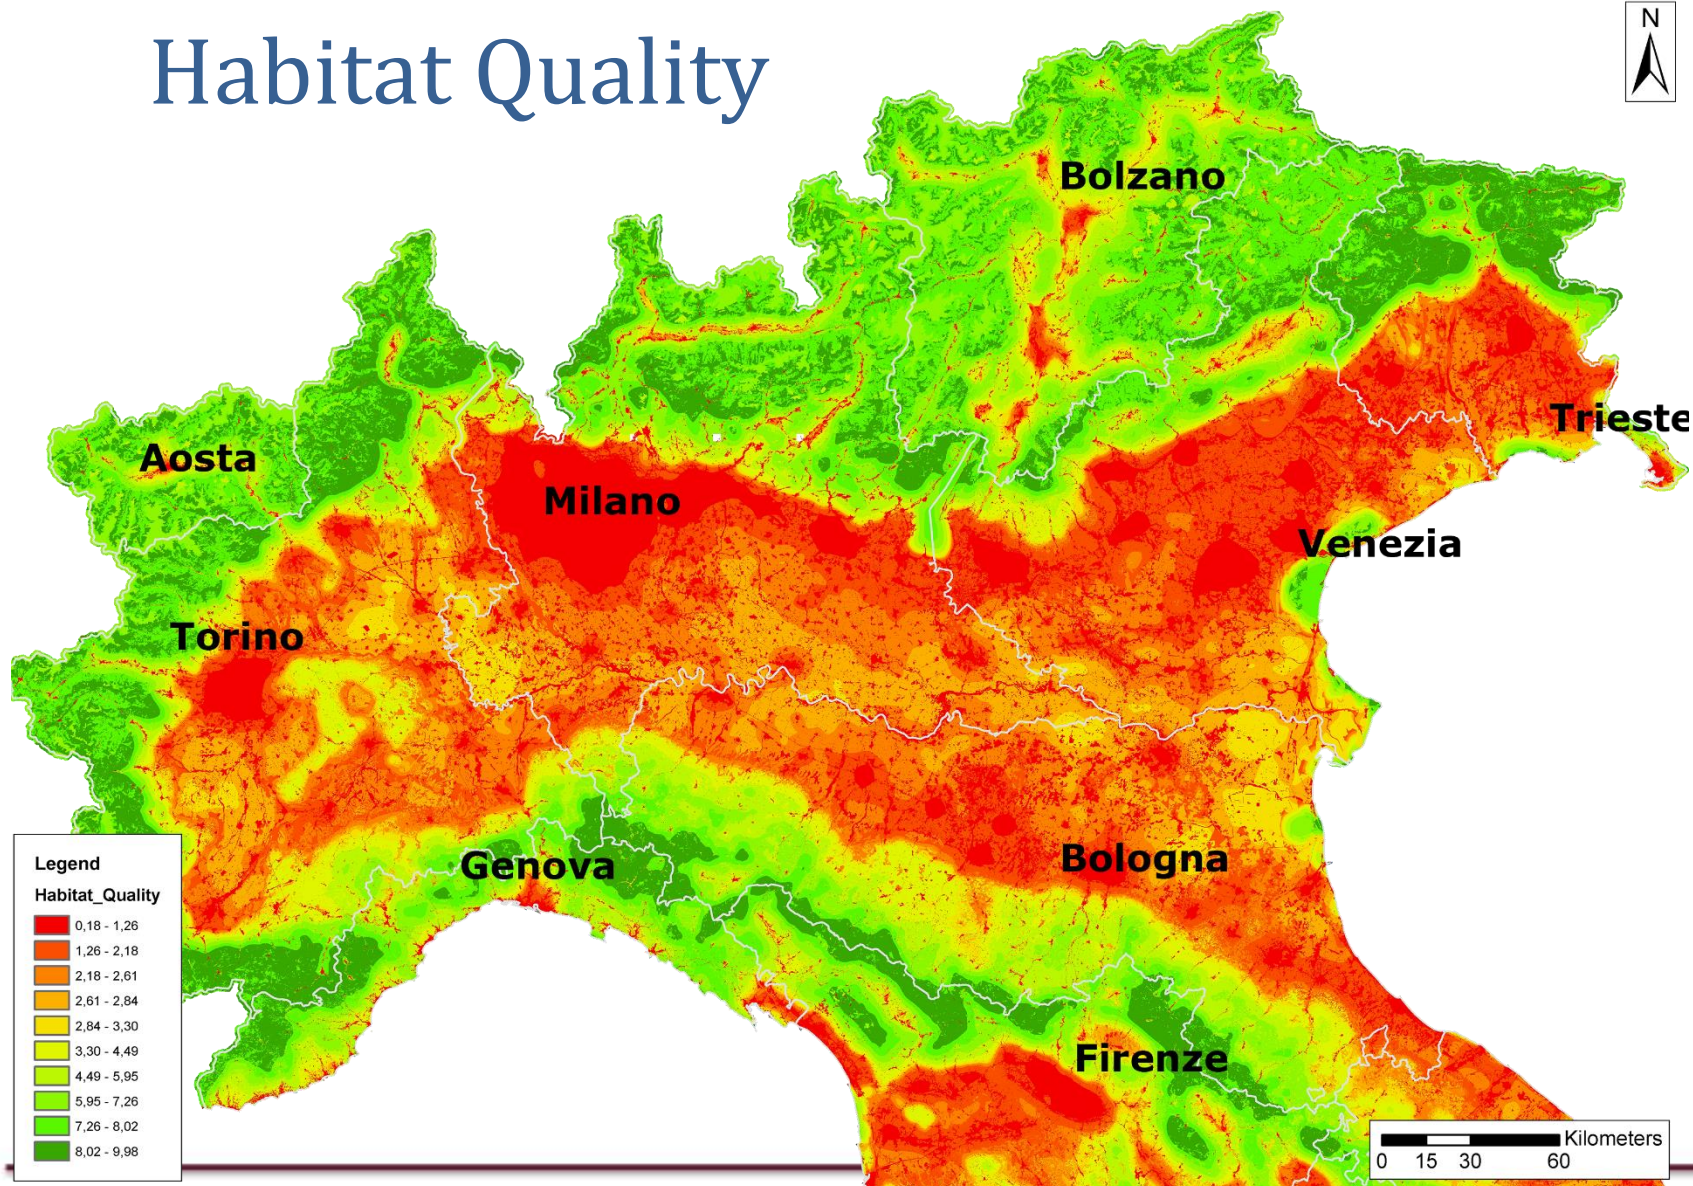 Habitat Quality
N
Bolzano
Trieste
Aosta
Milano
Venezia
Torino
Genova
Bologna
Firenze
Legend
Habitat_Quality
0,18 - 1,26
1,26 - 2,18
2,18 - 2,61
2,61 - 2,84
2,84 - 3,30
3,30 - 4,49
4,49 - 5,95
5,95 - 7,26
7,26 - 8,02
8,02 - 9,98
Kilometers
0 15 30 60